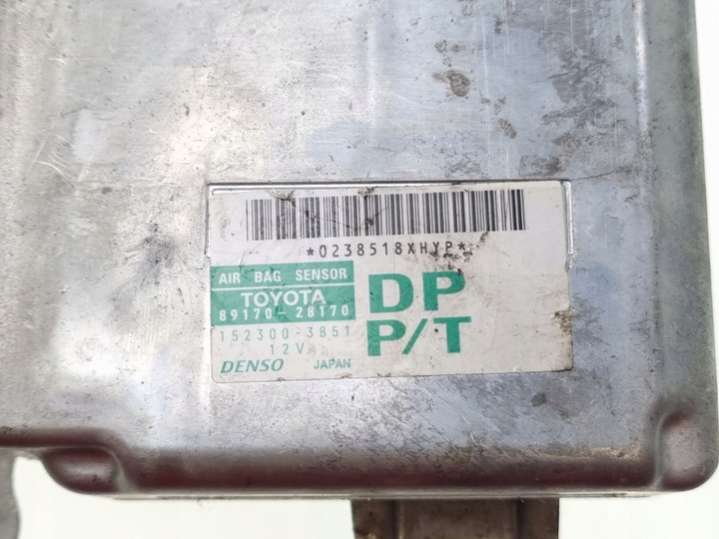 *0238518XHYP*
AIR BAG SENSOR
TOYOTA
89170-28170
152300-3851
12V
DENSO JAPAN
DP
P/T